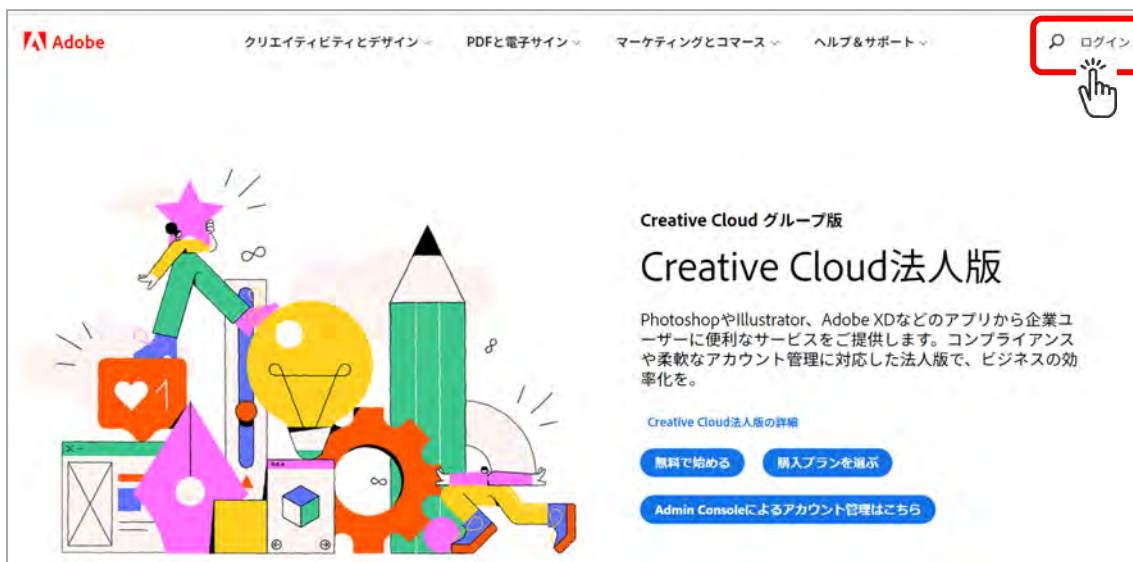 Adobe クリエイティビティとデザイン PDFと電子サイン マーケティングとコマース ヘルプ&サポート ログイン
Creative Cloud グループ版
Creative Cloud法人版
PhotoshopやIllustrator、Adobe XDなどのアプリから企業ユ
ーザーに便利なサービスをご提供します。コンプライアンス
や柔軟なアカウント管理に対応した法人版で、ビジネスの効
率化を。
Creative Cloud法人版の詳細
無料で始める 購入プランを選ぶ
Admin Consoleによるアカウント管理はこちら
1